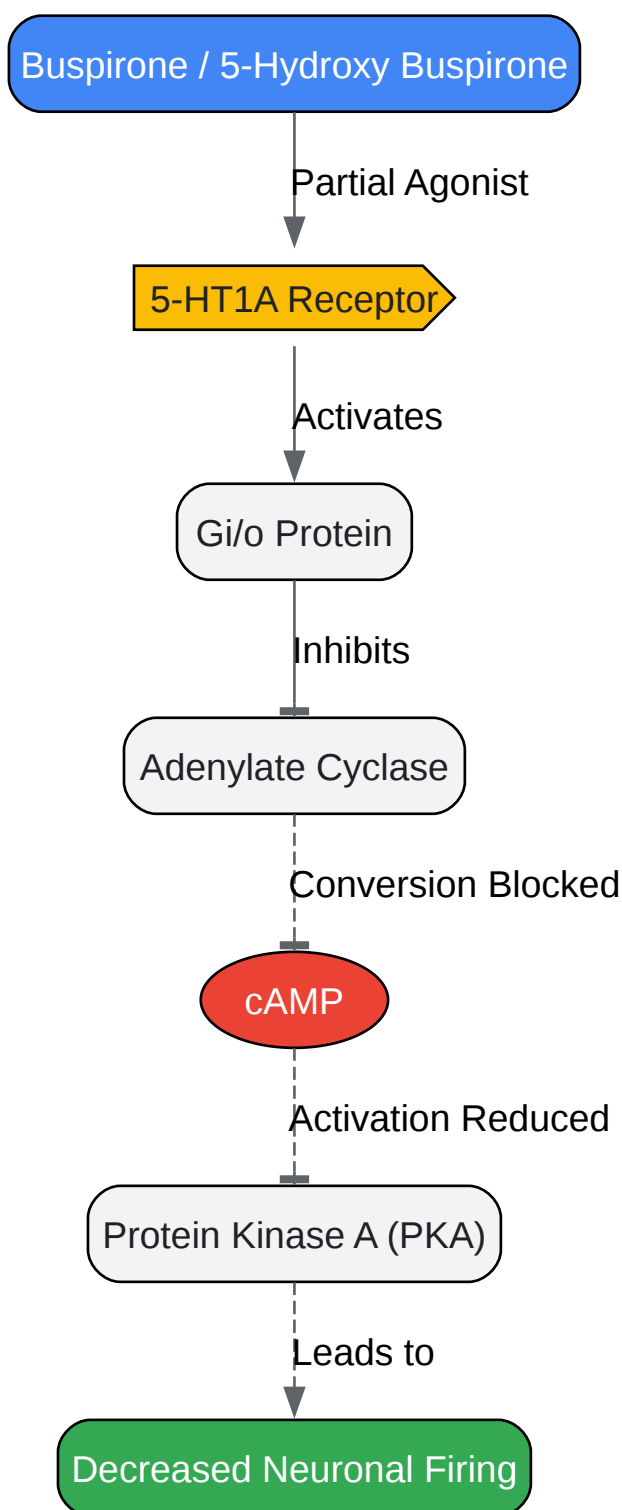 Buspirone / 5-Hydroxy Buspirone
Partial Agonist
5-HT1A Receptor
Activates
Gi/o Protein
Inhibits
Adenylate Cyclase
Conversion Blocked
cAMP
Activation Reduced
Protein Kinase A (PKA)
Leads to
Decreased Neuronal Firing